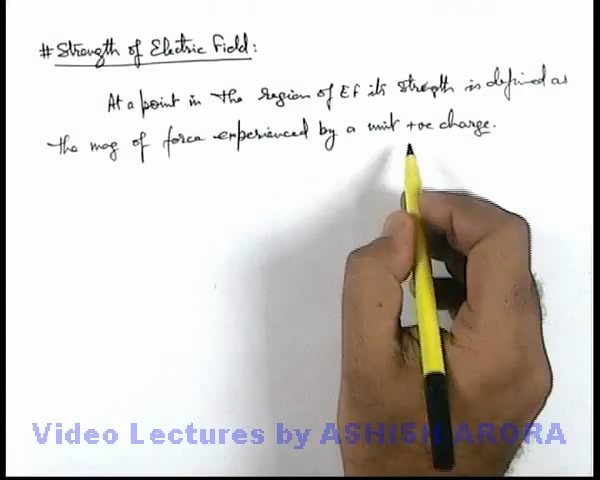 # Strength of Electric Field:
At a point in the region of EF its strength is defined as
the mag of force experienced by a unit +ve charge.
Video Lectures by ASHISH ARORA